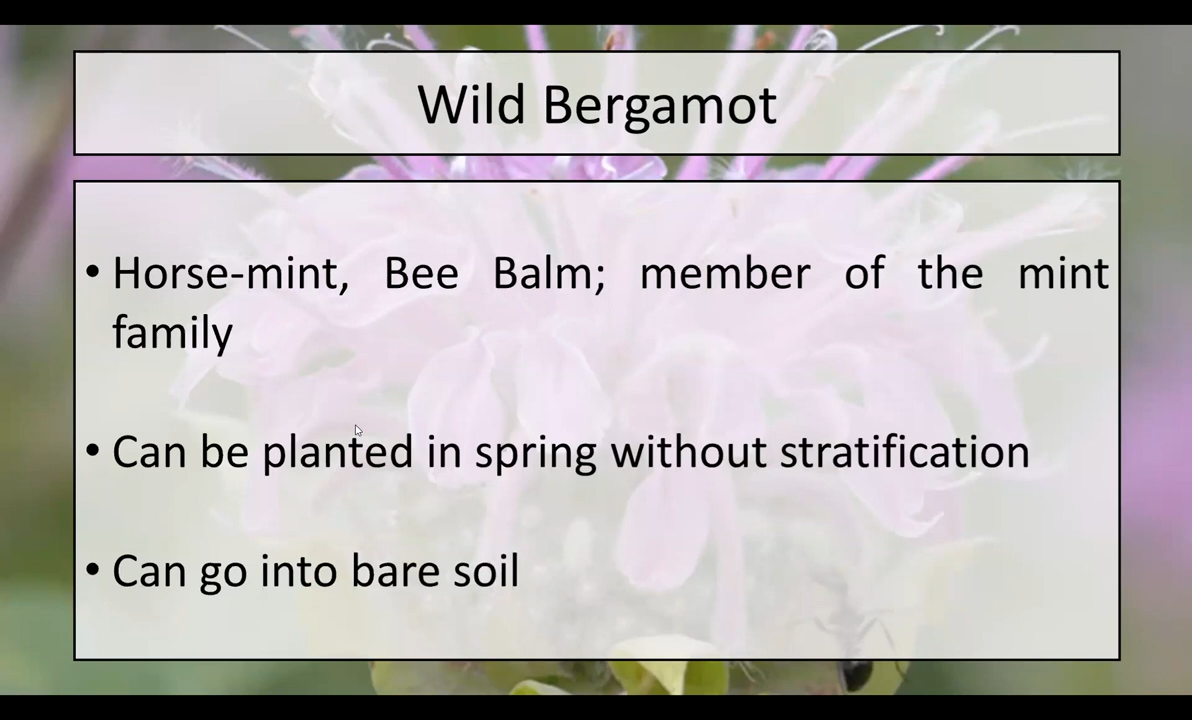 Wild Bergamot
• Horse-mint, Bee Balm; member of the mint
family
• Can be planted in spring without stratification
• Can go into bare soil